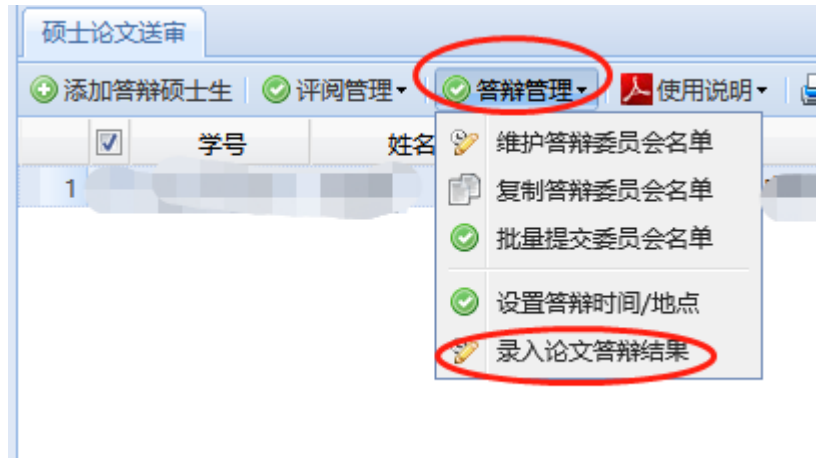 硕士论文送审
添加答辩硕士生 评阅管理 答辩管理 使用说明
学号 姓名
1
维护答辩委员会名单
复制答辩委员会名单
批量提交委员会名单
设置答辩时间/地点
录入论文答辩结果